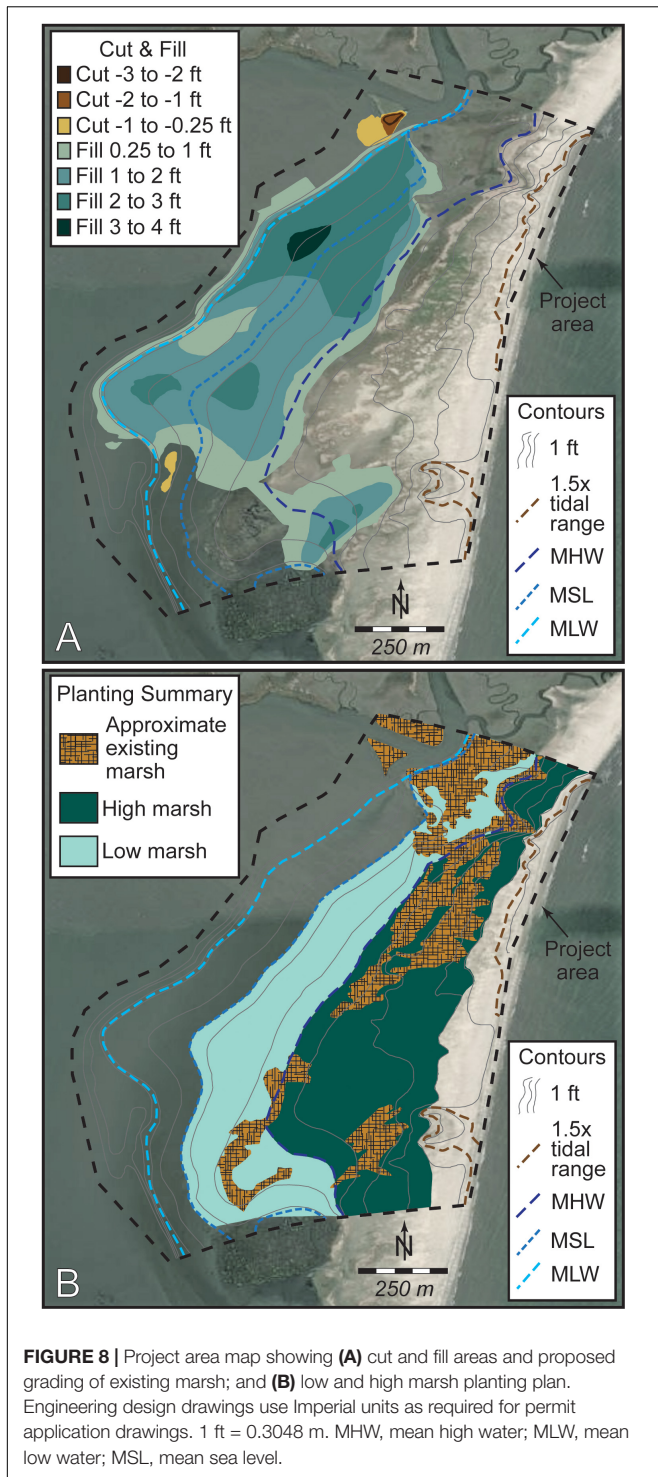 Cut & Fill
Cut -3 to -2 ft
Cut -2 to -1 ft
Cut -1 to -0.25 ft
Fill 0.25 to 1 ft
Fill 1 to 2 ft
Fill 2 to 3 ft
Fill 3 to 4 ft
Project
area
Contours
1 ft
1.5x
tidal
range
MHW
MSL
MLW
N
250 m
A
Planting Summary
Approximate
existing
marsh
High marsh
Low marsh
Project
area
Contours
1 ft
1.5x
tidal
range
MHW
MSL
MLW
N
250 m
B
FIGURE 8 | Project area map showing (A) cut and fill areas and proposed
grading of existing marsh; and (B) low and high marsh planting plan.
Engineering design drawings use Imperial units as required for permit
application drawings. 1 ft = 0.3048 m. MHW, mean high water; MLW, mean
low water; MSL, mean sea level.